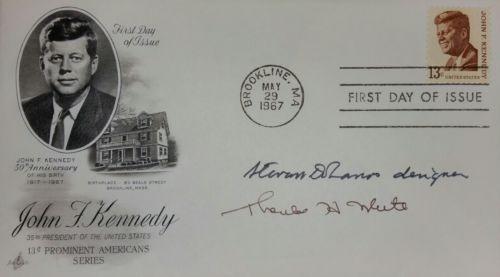 First Day
of Issue
JOHN F. KENNEDY
50th Anniversary
OF HIS BIRTH
1917-1967
BIRTHPLACE 83 BEALS STREET
BROOKLINE, MASS.
John F. Kennedy
35TH PRESIDENT OF THE UNITED STATES
13¢ PROMINENT AMERICANS
SERIES
JOHN F. KENNEDY
13¢
UNITED STATES
BROOKLINE, MA
MAY
29
1967
FIRST DAY OF ISSUE
designer
Thomas H. White